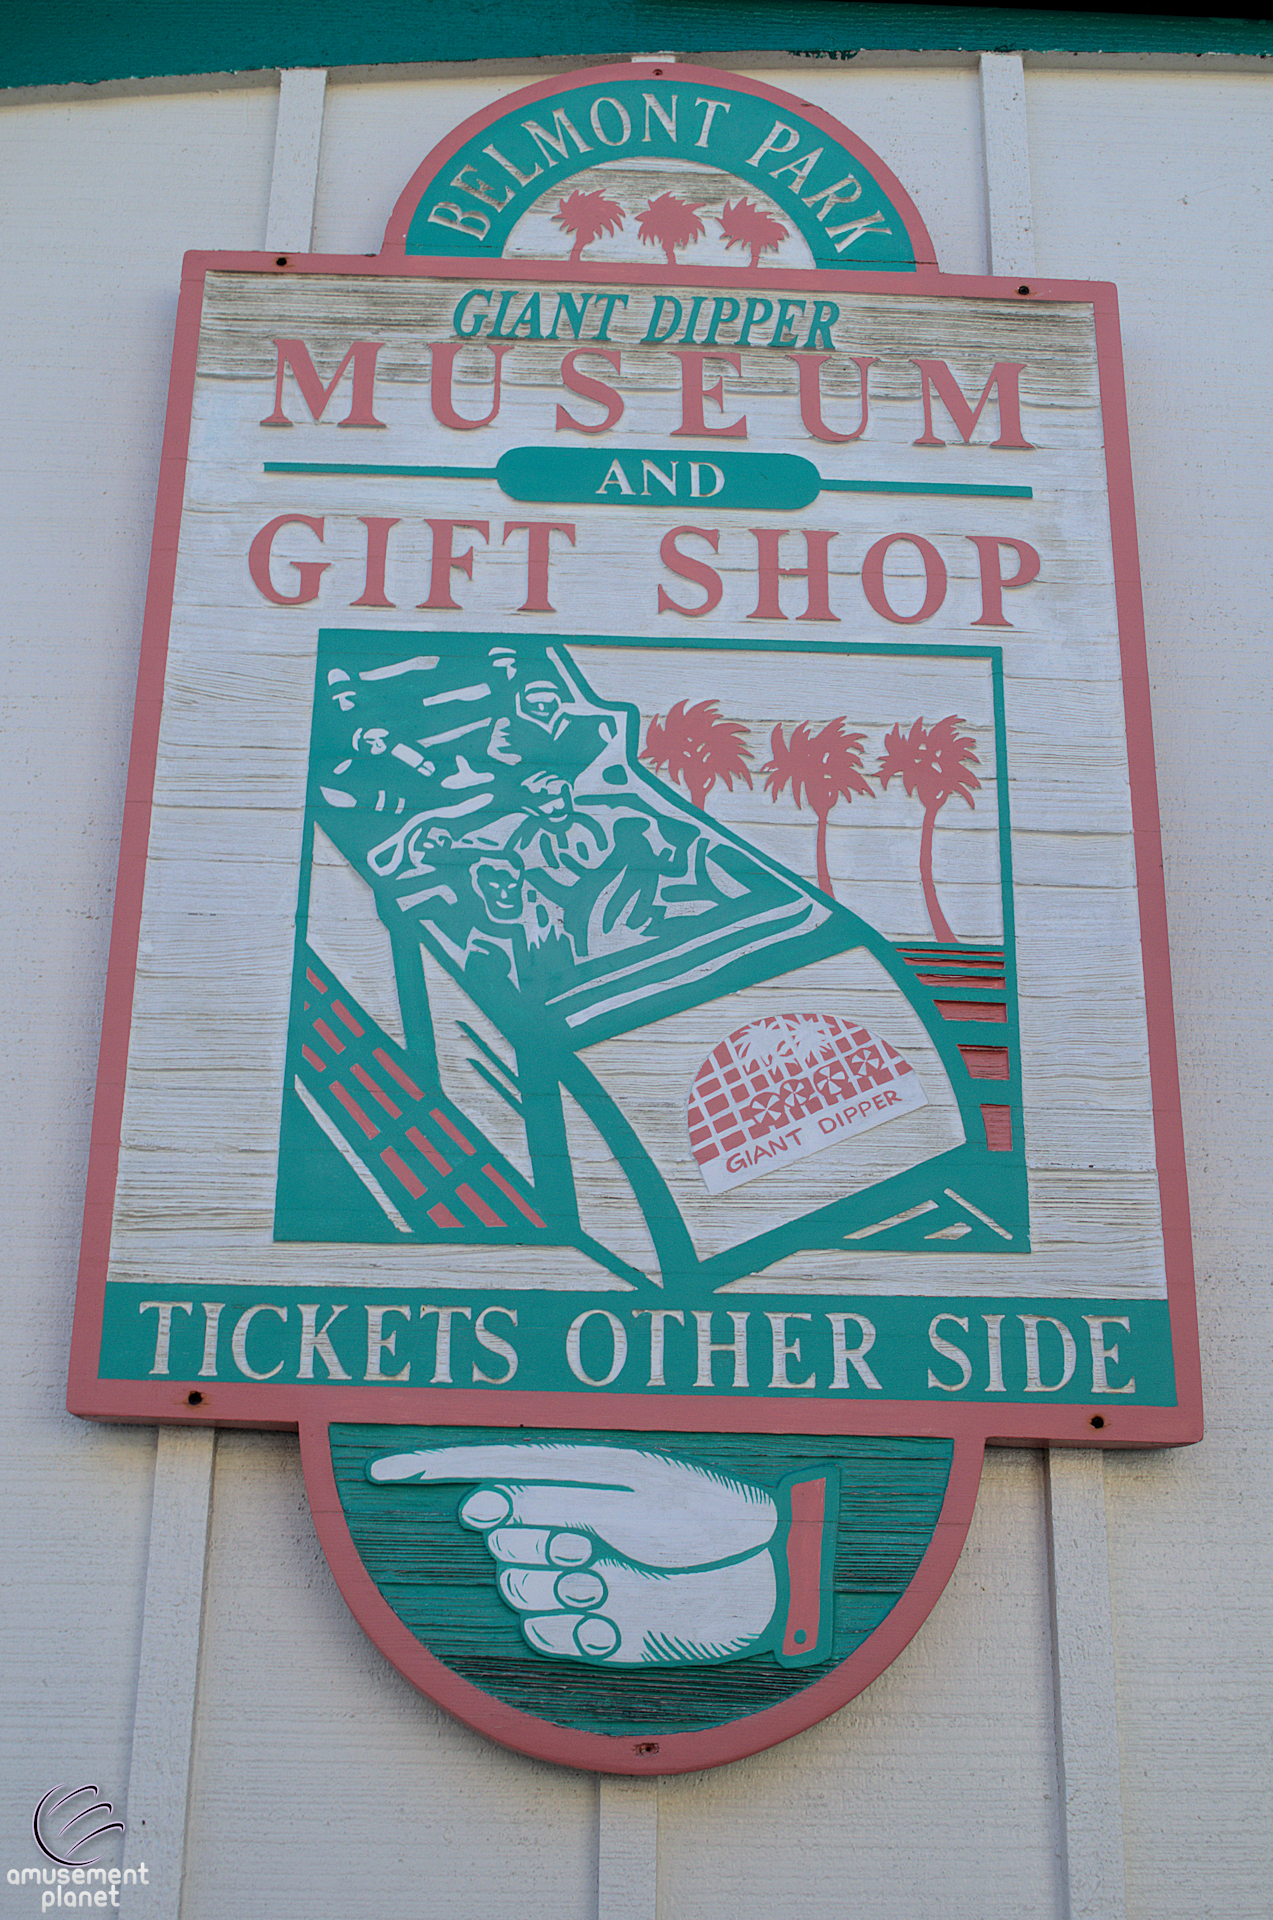 BELMONT PARK
GIANT DIPPER
MUSEUM
AND
GIFT SHOP
GIANT DIPPER
TICKETS OTHER SIDE
amusement
planet